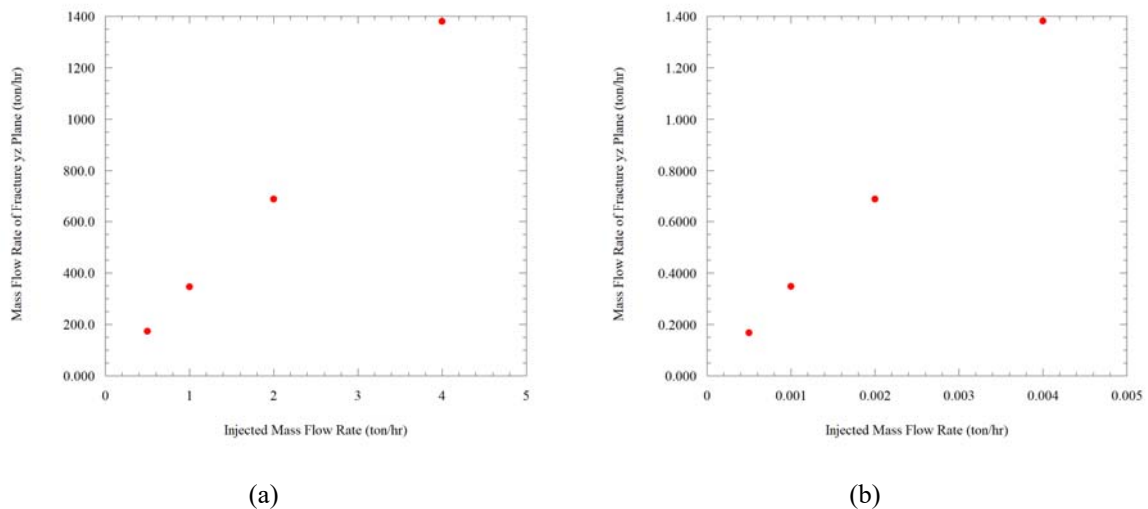 Mass Flow Rate of Fracture yz Plane (ton/hr)
1400
1200
1000
800.0
600.0
400.0
200.0
0.000
0 1 2 3 4 5
Injected Mass Flow Rate (ton/hr)
(a)
Mass Flow Rate of Fracture yz Plane (ton/hr)
1.400
1.200
1.000
0.8000
0.6000
0.4000
0.2000
0.000
0 0.001 0.002 0.003 0.004 0.005
Injected Mass Flow Rate (ton/hr)
(b)